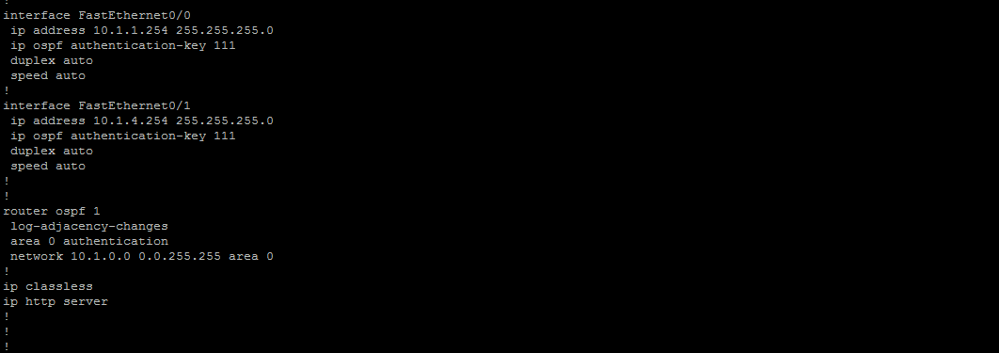 !
interface FastEthernet0/0
 ip address 10.1.1.254 255.255.255.0
 ip ospf authentication-key 111
 duplex auto
 speed auto
!
interface FastEthernet0/1
 ip address 10.1.4.254 255.255.255.0
 ip ospf authentication-key 111
 duplex auto
 speed auto
!
!
router ospf 1
 log-adjacency-changes
 area 0 authentication
 network 10.1.0.0 0.0.255.255 area 0
!
ip classless
ip http server
!
!
!